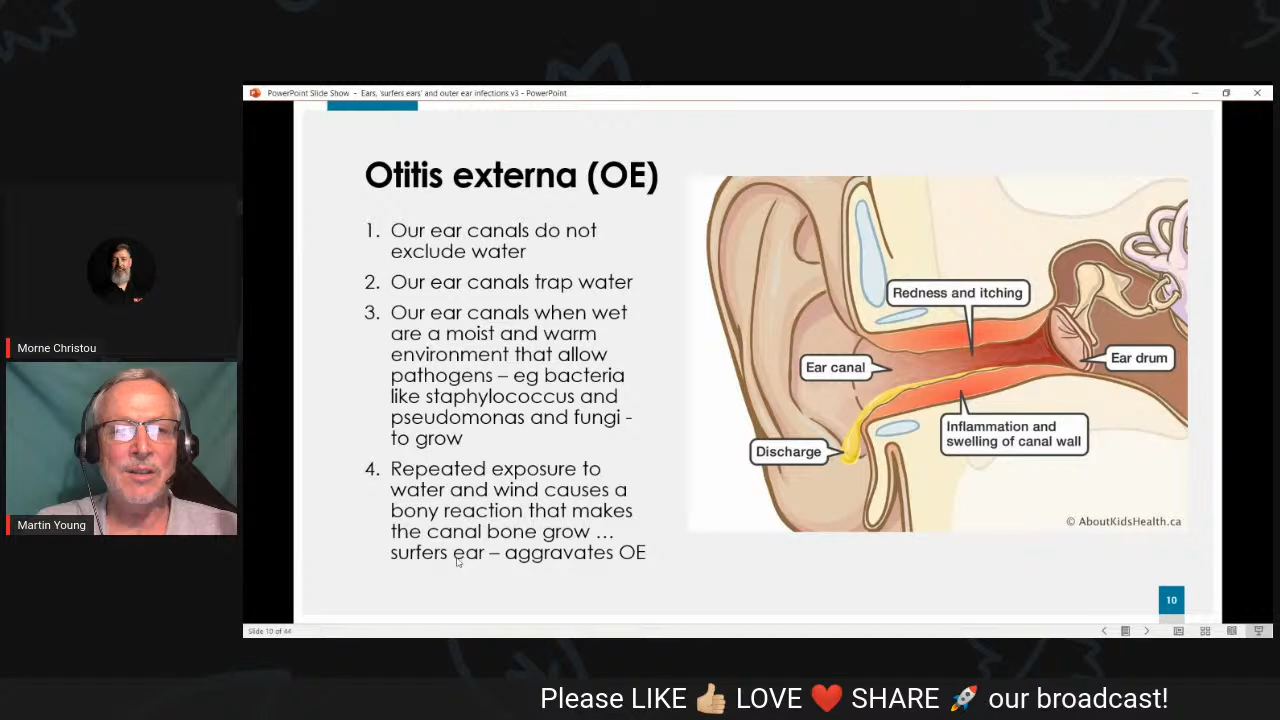 PowerPoint Slide Show - Ears, 'surfers ears' and outer ear infections v3 - PowerPoint
Otitis externa (OE)
1. Our ear canals do not
exclude water
2. Our ear canals trap water
3. Our ear canals when wet
are a moist and warm
environment that allow
pathogens – eg bacteria
like staphylococcus and
pseudomonas and fungi -
to grow
4. Repeated exposure to
water and wind causes a
bony reaction that makes
the canal bone grow …
surfers ear – aggravates OE
Redness and itching
Ear canal
Ear drum
Inflammation and
swelling of canal wall
Discharge
© AboutKidsHealth.ca
10
Slide 10 of 44
Morne Christou
Martin Young
Please LIKE 👍🏼 LOVE ❤️ SHARE 🚀 our broadcast!